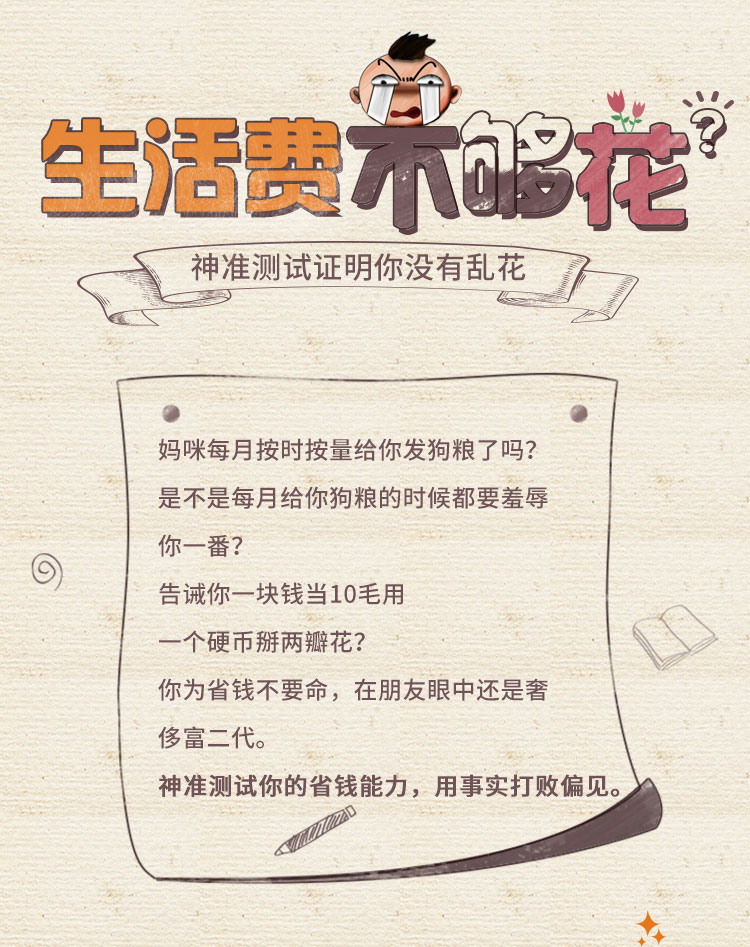 生活费不够花?
神准测试证明你没有乱花
妈咪每月按时按量给你发狗粮了吗?
是不是每月给你狗粮的时候都要羞辱
你一番?
告诫你一块钱当10毛用
一个硬币掰两瓣花?
你为省钱不要命，在朋友眼中还是奢
侈富二代。
神准测试你的省钱能力，用事实打败偏见。